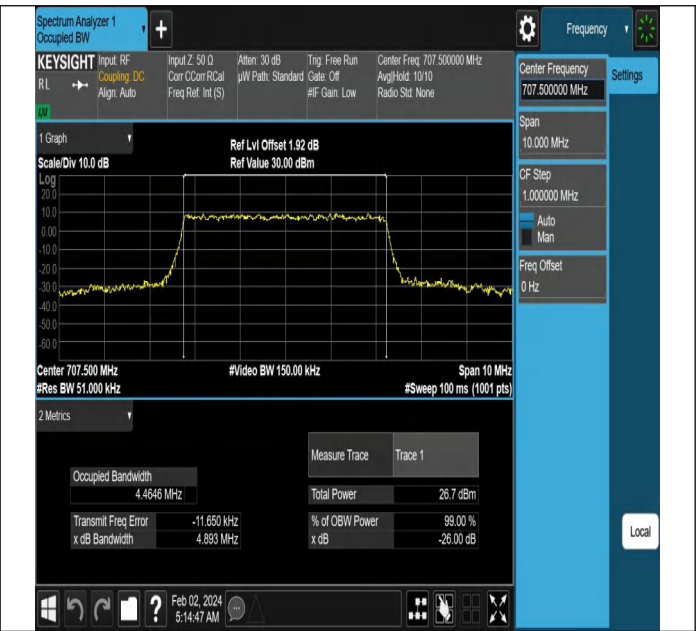 Spectrum Analyzer 1
Occupied BW
Frequency
KEYSIGHT
RL
LXI
Input: RF
Coupling: DC
Align: Auto
Input Z: 50 Ω
Corr CCorr RCal
Freq Ref: Int (S)
Atten: 30 dB
µW Path: Standard
Trig: Free Run
Gate: Off
#IF Gain: Low
Center Freq: 707.500000 MHz
Avg|Hold: 10/10
Radio Std: None
Center Frequency
707.500000 MHz
Settings
Span
10.000 MHz
CF Step
1.000000 MHz
Auto
Man
Freq Offset
0 Hz
1 Graph
Scale/Div 10.0 dB
Ref Lvl Offset 1.92 dB
Ref Value 30.00 dBm
Log
20.0
10.0
0.00
-10.0
-20.0
-30.0
-40.0
-50.0
-60.0
Center 707.500 MHz
#Video BW 150.00 kHz
Span 10 MHz
#Res BW 51.000 kHz
#Sweep 100 ms (1001 pts)
2 Metrics
Measure Trace Trace 1
Occupied Bandwidth
4.4646 MHz
Total Power 26.7 dBm
Transmit Freq Error -11.650 kHz
% of OBW Power 99.00 %
x dB Bandwidth 4.893 MHz
x dB -26.00 dB
Local
Feb 02, 2024
5:14:47 AM